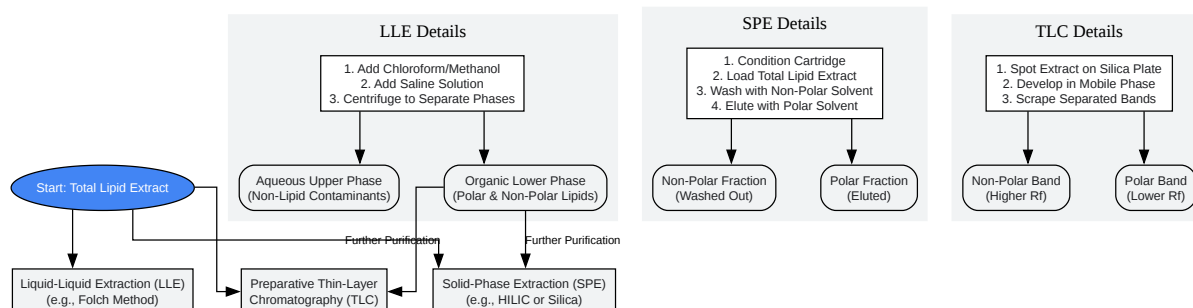 LLE Details
1. Add Chloroform/Methanol
2. Add Saline Solution
3. Centrifuge to Separate Phases
Aqueous Upper Phase
(Non-Lipid Contaminants)
Organic Lower Phase
(Polar & Non-Polar Lipids)
SPE Details
1. Condition Cartridge
2. Load Total Lipid Extract
3. Wash with Non-Polar Solvent
4. Elute with Polar Solvent
Non-Polar Fraction
(Washed Out)
Polar Fraction
(Eluted)
TLC Details
1. Spot Extract on Silica Plate
2. Develop in Mobile Phase
3. Scrape Separated Bands
Non-Polar Band
(Higher Rf)
Polar Band
(Lower Rf)
Start: Total Lipid Extract
Further Purification
Further Purification
Liquid-Liquid Extraction (LLE)
(e.g., Folch Method)
Preparative Thin-Layer
Chromatography (TLC)
Solid-Phase Extraction (SPE)
(e.g., HILIC or Silica)